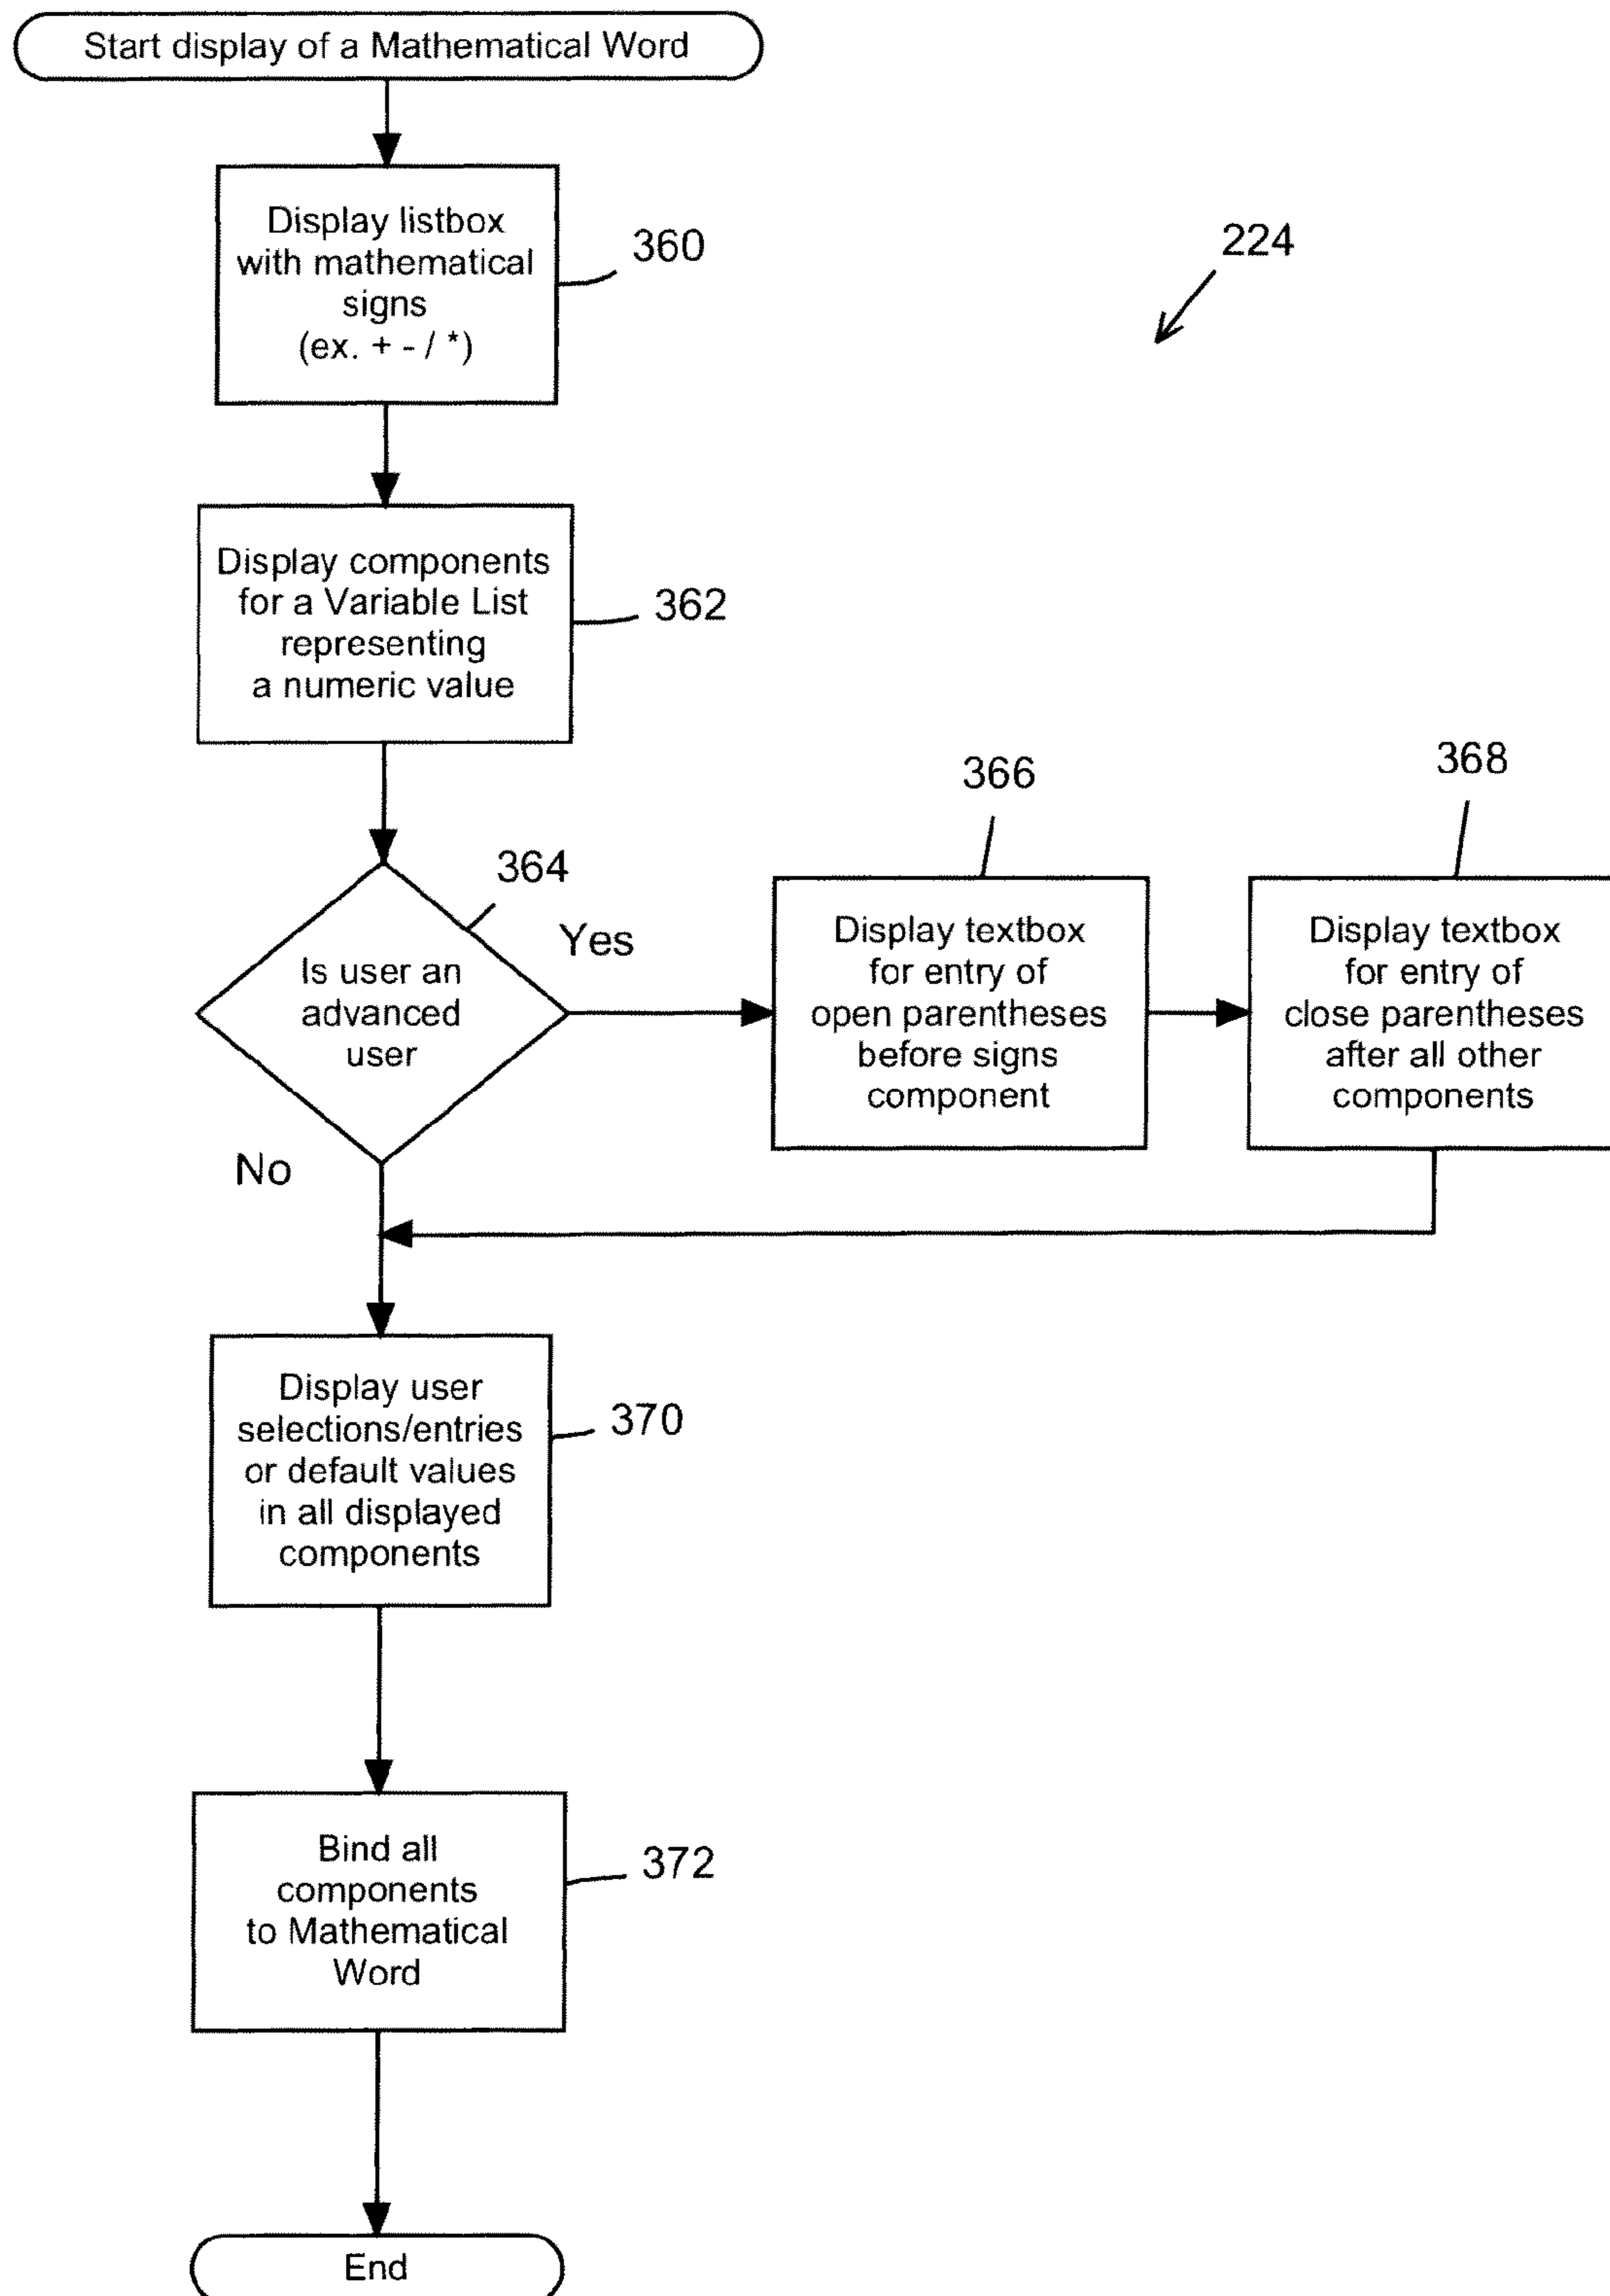 Start display of a Mathematical Word
Display listbox
with mathematical
signs
(ex. + - / *)
360
224
Display components
for a Variable List
representing
a numeric value
362
364
Is user an
advanced
user
Yes
No
366
Display textbox
for entry of
open parentheses
before signs
component
368
Display textbox
for entry of
close parentheses
after all other
components
Display user
selections/entries
or default values
in all displayed
components
370
Bind all
components
to Mathematical
Word
372
End